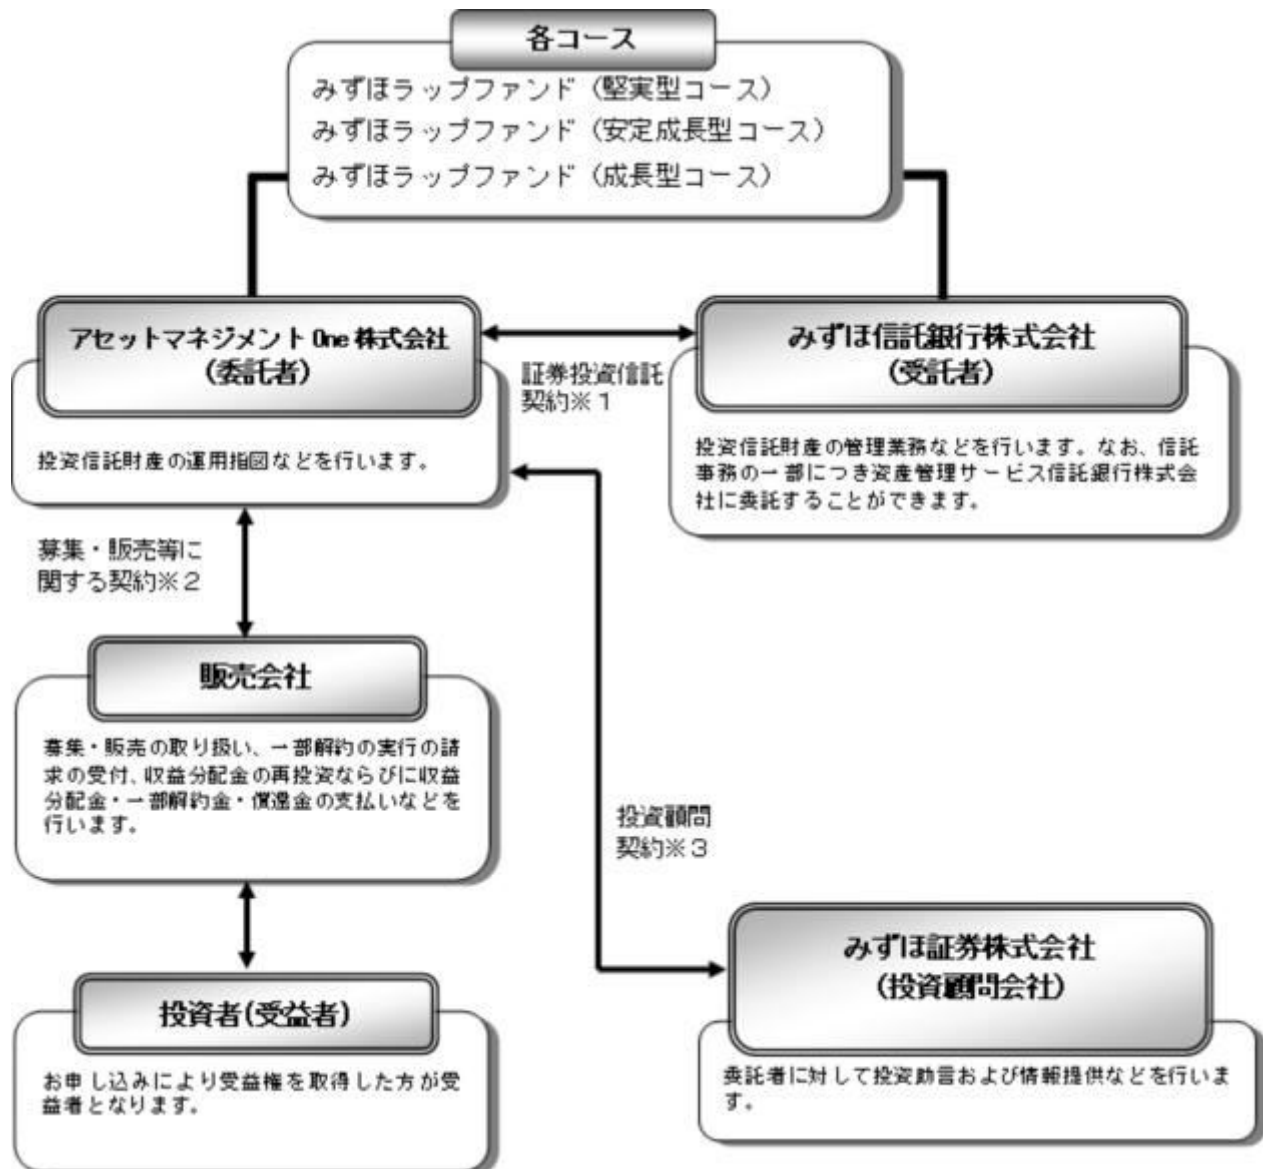 各コース
みずほラップファンド（堅実型コース）
みずほラップファンド（安定成長型コース）
みずほラップファンド（成長型コース）
アセットマネジメント One 株式会社
（委託者）
投資信託財産の運用指図などを行います。
証券投資信託
契約※１
みずほ信託銀行株式会社
（受託者）
投資信託財産の管理業務などを行います。なお、信託
事務の一部につき資産管理サービス信託銀行株式会
社に委託することができます。
募集・販売等に
関する契約※２
販売会社
募集・販売の取り扱い、一部解約の実行の請
求の受付、収益分配金の再投資ならびに収益
分配金・一部解約金・償還金の支払いなどを
行います。
投資顧問
契約※３
みずほ証券株式会社
（投資顧問会社）
委託者に対して投資助言および情報提供などを行いま
す。
投資者（受益者）
お申し込みにより受益権を取得した方が受
益者となります。